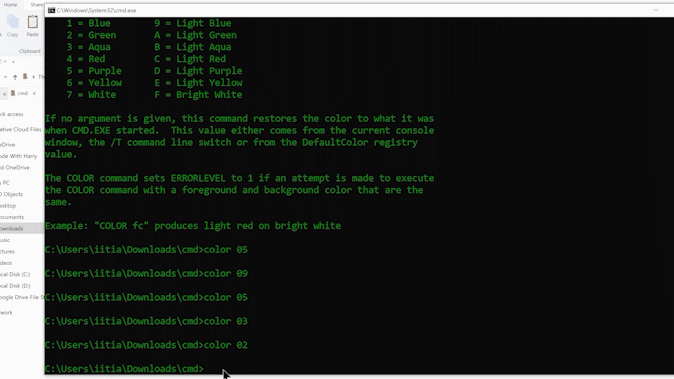 Home Share
C:\Windows\System32\cmd.exe
Copy Paste
Clipboard
cmd
1 = Blue 9 = Light Blue
2 = Green A = Light Green
3 = Aqua B = Light Aqua
4 = Red C = Light Red
5 = Purple D = Light Purple
6 = Yellow E = Light Yellow
7 = White F = Bright White
If no argument is given, this command restores the color to what it was
when CMD.EXE started. This value either comes from the current console
window, the /T command line switch or from the DefaultColor registry
value.
The COLOR command sets ERRORLEVEL to 1 if an attempt is made to execute
the COLOR command with a foreground and background color that are the
same.
Example: "COLOR fc" produces light red on bright white
C:\Users\iitia\Downloads\cmd>color 05
C:\Users\iitia\Downloads\cmd>color 09
C:\Users\iitia\Downloads\cmd>color 05
C:\Users\iitia\Downloads\cmd>color 03
C:\Users\iitia\Downloads\cmd>color 02
C:\Users\iitia\Downloads\cmd>
ck access
ative Cloud Files
eDrive
ode With Harry
d OneDrive
s PC
D Objects
esktop
ocuments
ownloads
usic
ctures
deos
ocal Disk (C:)
ocal Disk (D:)
oogle Drive File S
work